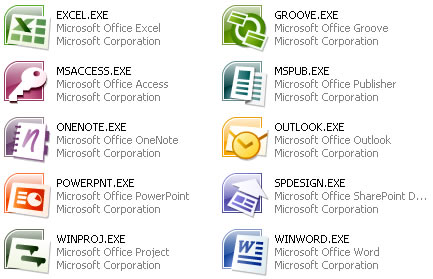 EXCEL.EXE
Microsoft Office Excel
Microsoft Corporation
GROOVE.EXE
Microsoft Office Groove
Microsoft Corporation
MSACCESS.EXE
Microsoft Office Access
Microsoft Corporation
MSPUB.EXE
Microsoft Office Publisher
Microsoft Corporation
ONENOTE.EXE
Microsoft Office OneNote
Microsoft Corporation
OUTLOOK.EXE
Microsoft Office Outlook
Microsoft Corporation
POWERPNT.EXE
Microsoft Office PowerPoint
Microsoft Corporation
SPDESIGN.EXE
Microsoft Office SharePoint D...
Microsoft Corporation
WINPROJ.EXE
Microsoft Office Project
Microsoft Corporation
WINWORD.EXE
Microsoft Office Word
Microsoft Corporation